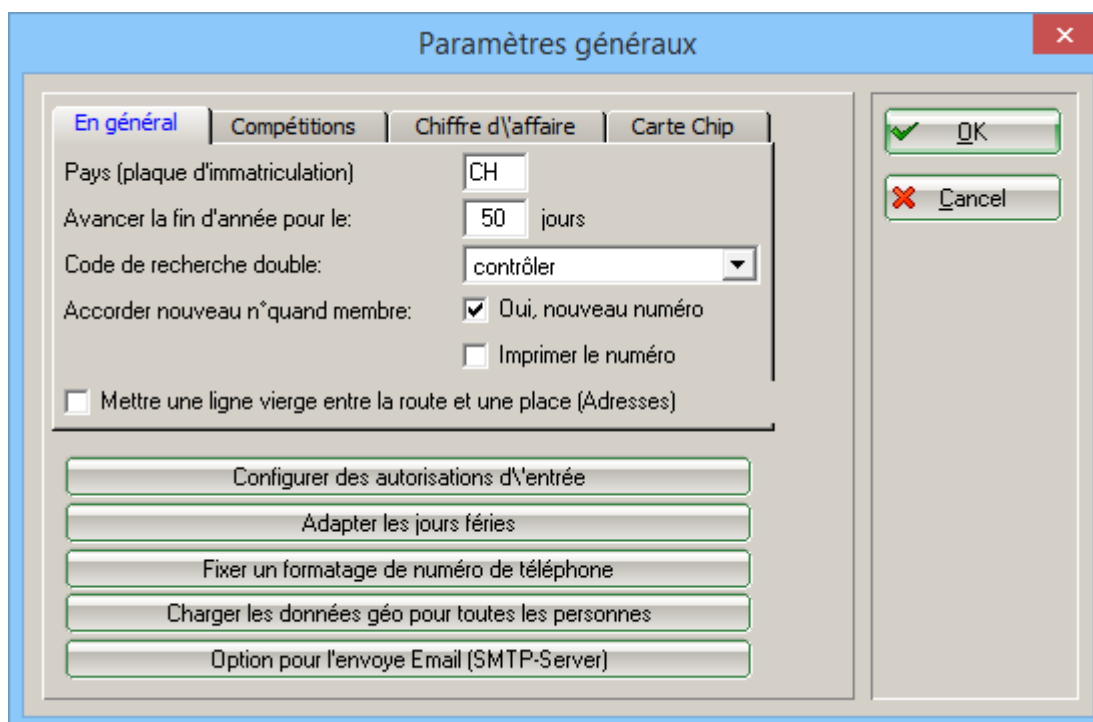 Paramètres généraux
En général Compétitions Chiffre d\'affaire Carte Chip
Pays (plaque d'immatriculation) CH
Avancer la fin d'année pour le: 50 jours
Code de recherche double: contrôler
Accorder nouveau n°quand membre: Oui, nouveau numéro
Imprimer le numéro
Mettre une ligne vierge entre la route et une place (Adresses)
Configurer des autorisations d\'entrée
Adapter les jours féries
Fixer un formatage de numéro de téléphone
Charger les données géo pour toutes les personnes
Option pour l'envoye Email (SMTP-Server)
OK
Cancel